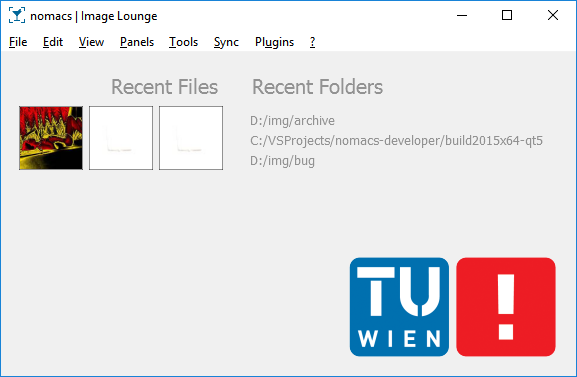 nomacs | Image Lounge
File Edit View Panels Tools Sync Plugins ?
Recent Files
Recent Folders
D:/img/archive
C:/VSProjects/nomacs-developer/build2015x64-qt5
D:/img/bug
TU
WIEN
!